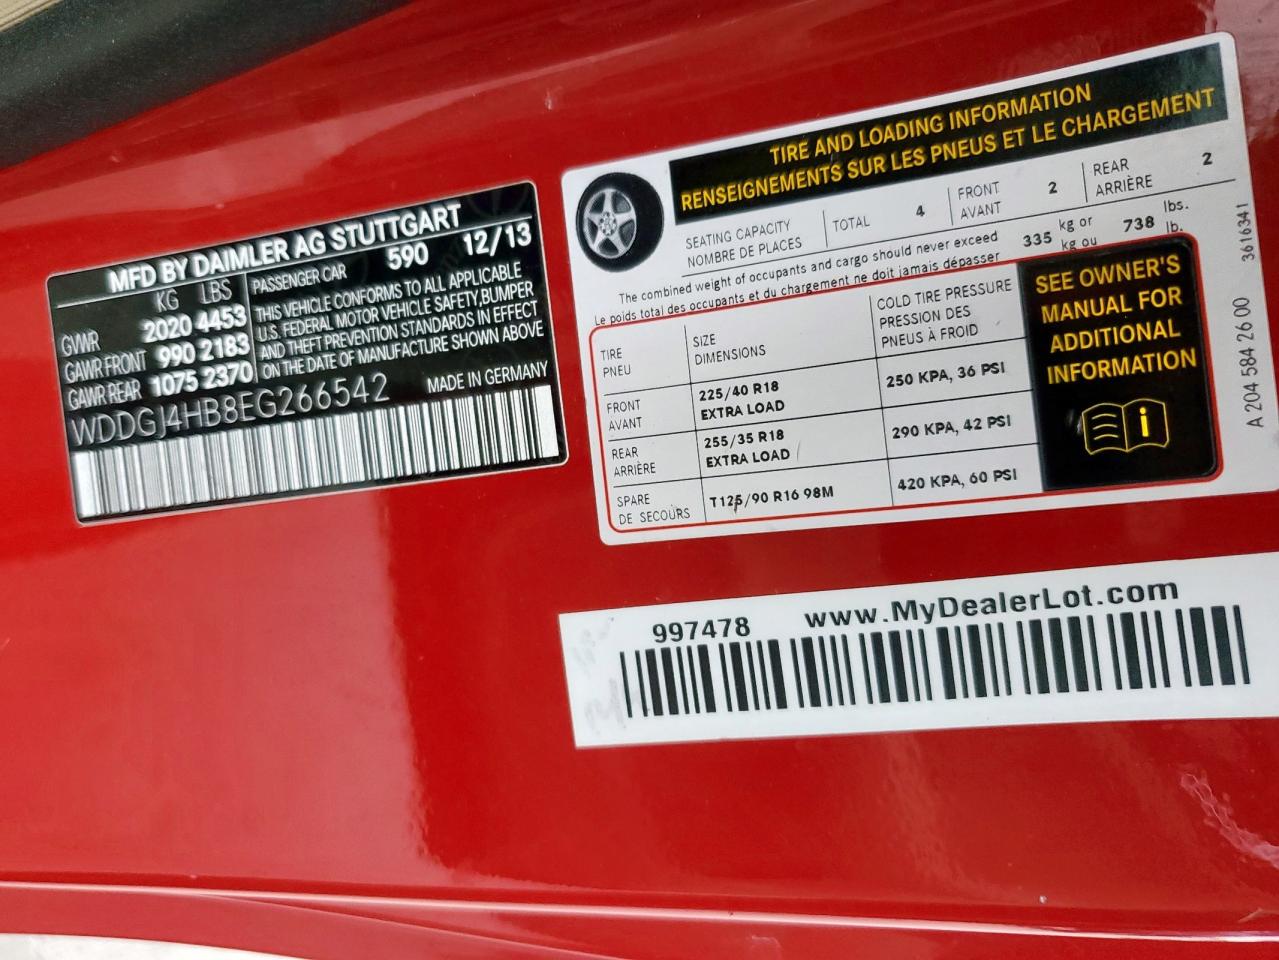 MFD BY DAIMLER AG STUTTGART
KG LBS PASSENGER CAR 590 12/13
GVWR 2020 4453
GAWR FRONT 990 2183
GAWR REAR 1075 2370
THIS VEHICLE CONFORMS TO ALL APPLICABLE
U.S. FEDERAL MOTOR VEHICLE SAFETY,BUMPER
AND THEFT PREVENTION STANDARDS IN EFFECT
ON THE DATE OF MANUFACTURE SHOWN ABOVE
WDDGJ4HB8EG266542 MADE IN GERMANY
TIRE AND LOADING INFORMATION
RENSEIGNEMENTS SUR LES PNEUS ET LE CHARGEMENT
SEATING CAPACITY
NOMBRE DE PLACES
TOTAL 4
FRONT
AVANT
2
REAR
ARRIÈRE
2
The combined weight of occupants and cargo should never exceed
Le poids total des occupants et du chargement ne doit jamais dépasser
335 kg or
kg ou
738 lbs.
lb.
TIRE
PNEU
SIZE
DIMENSIONS
COLD TIRE PRESSURE
PRESSION DES
PNEUS À FROID
FRONT
AVANT
225/40 R18
EXTRA LOAD
250 KPA, 36 PSI
REAR
ARRIÈRE
255/35 R18
EXTRA LOAD
290 KPA, 42 PSI
SPARE
DE SECOURS
T125/90 R16 98M
420 KPA, 60 PSI
SEE OWNER'S
MANUAL FOR
ADDITIONAL
INFORMATION
A 204 584 26 00 3616341
997478 www.MyDealerLot.com